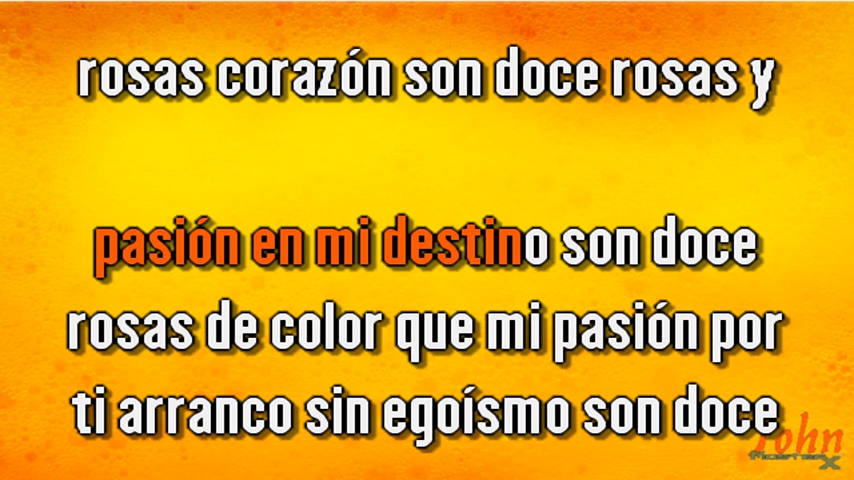 rosas corazón son doce rosas y
pasión en mi destino son doce
rosas de color que mi pasión por
ti arranco sin egoísmo son doce
John